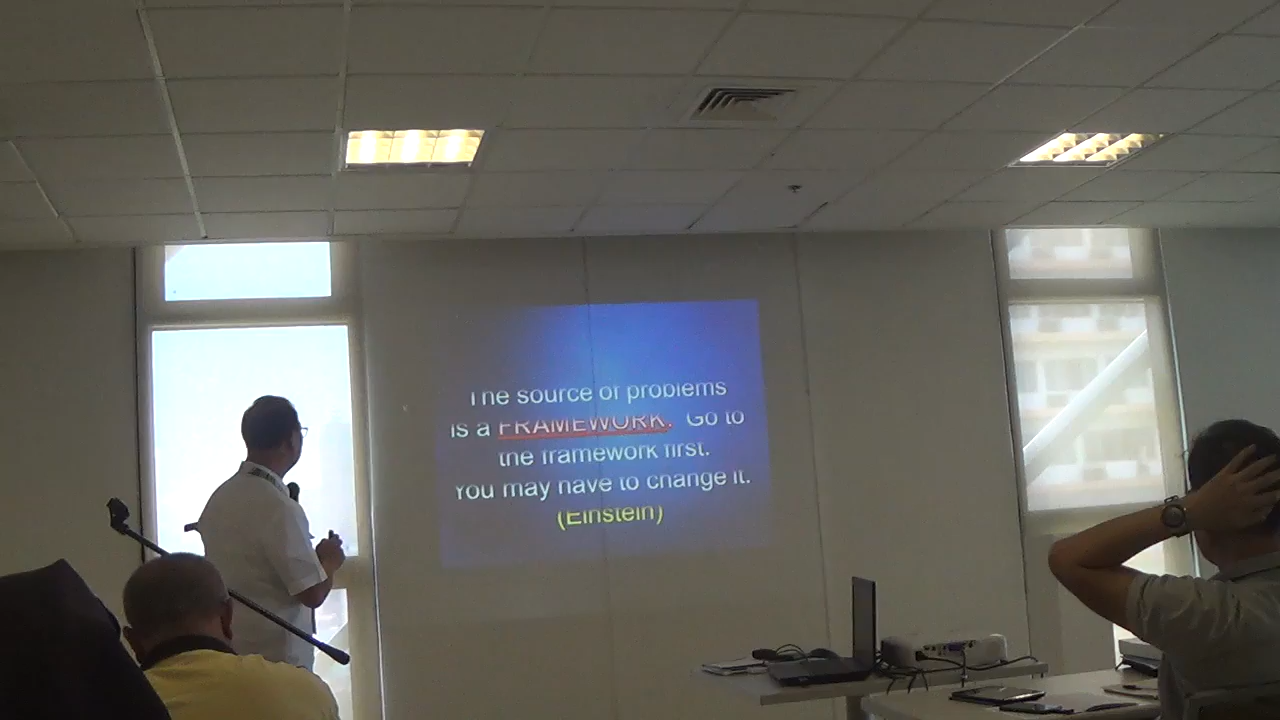 The source of problems
is a FRAMEWORK. Go to
the framework first.
You may have to change it.
(Einstein)